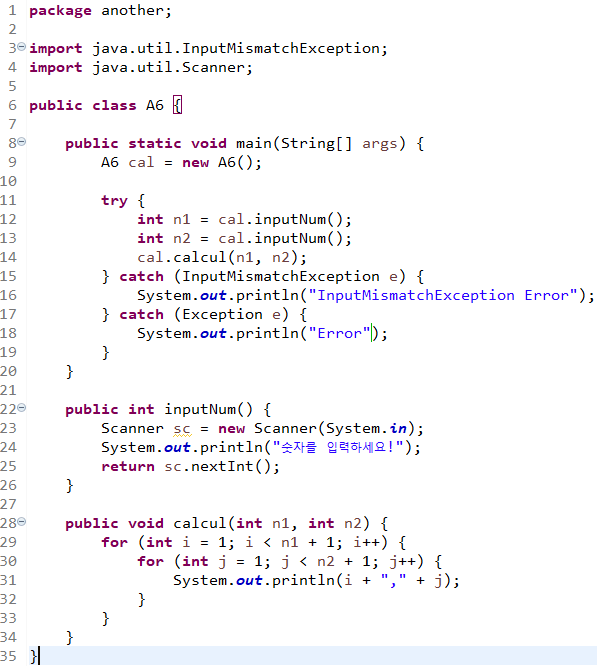 1 package another;
2
3 import java.util.InputMismatchException;
4 import java.util.Scanner;
5
6 public class A6 {
7
8     public static void main(String[] args) {
9         A6 cal = new A6();
10
11         try {
12             int n1 = cal.inputNum();
13             int n2 = cal.inputNum();
14             cal.calcul(n1, n2);
15         } catch (InputMismatchException e) {
16             System.out.println("InputMismatchException Error");
17         } catch (Exception e) {
18             System.out.println("Error");
19         }
20     }
21
22     public int inputNum() {
23         Scanner sc = new Scanner(System.in);
24         System.out.println("숫자를 입력하세요!");
25         return sc.nextInt();
26     }
27
28     public void calcul(int n1, int n2) {
29         for (int i = 1; i < n1 + 1; i++) {
30             for (int j = 1; j < n2 + 1; j++) {
31                 System.out.println(i + "," + j);
32             }
33         }
34     }
35 }